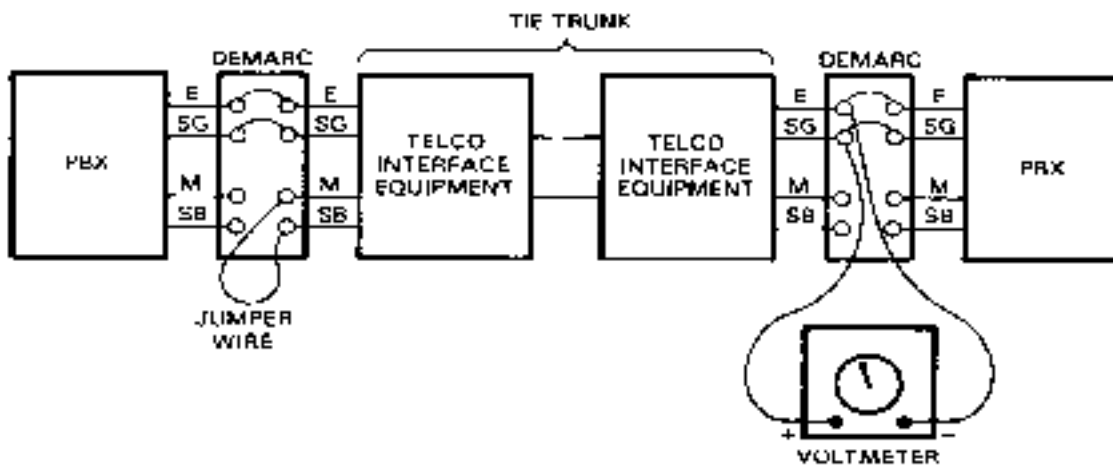 TIE TRUNK
DEMARC
DEMARC
E
E
E
E
SG
SG
SG
SG
PBX
TELCO
INTERFACE
EQUIPMENT
TELCO
INTERFACE
EQUIPMENT
PBX
M
M
M
M
SB
SB
SB
SB
JUMPER
WIRE
+
−
VOLTMETER